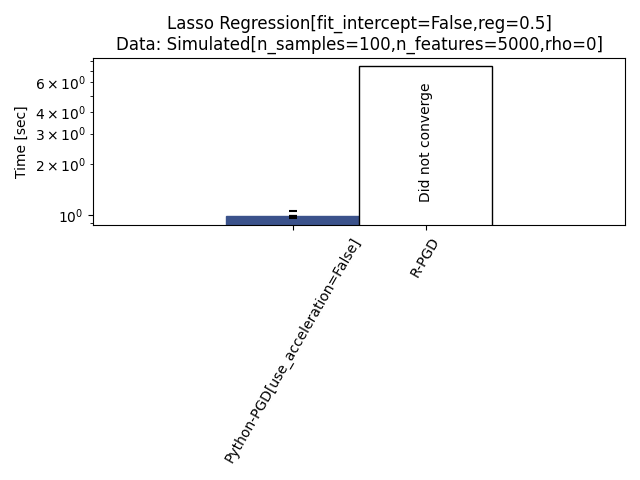 Lasso Regression[fit_intercept=False,reg=0.5]
Data: Simulated[n_samples=100,n_features=5000,rho=0]
Time [sec]
6 × 10⁰
4 × 10⁰
3 × 10⁰
2 × 10⁰
10⁰
Did not converge
Python-PGD[use_acceleration=False]
R-PGD